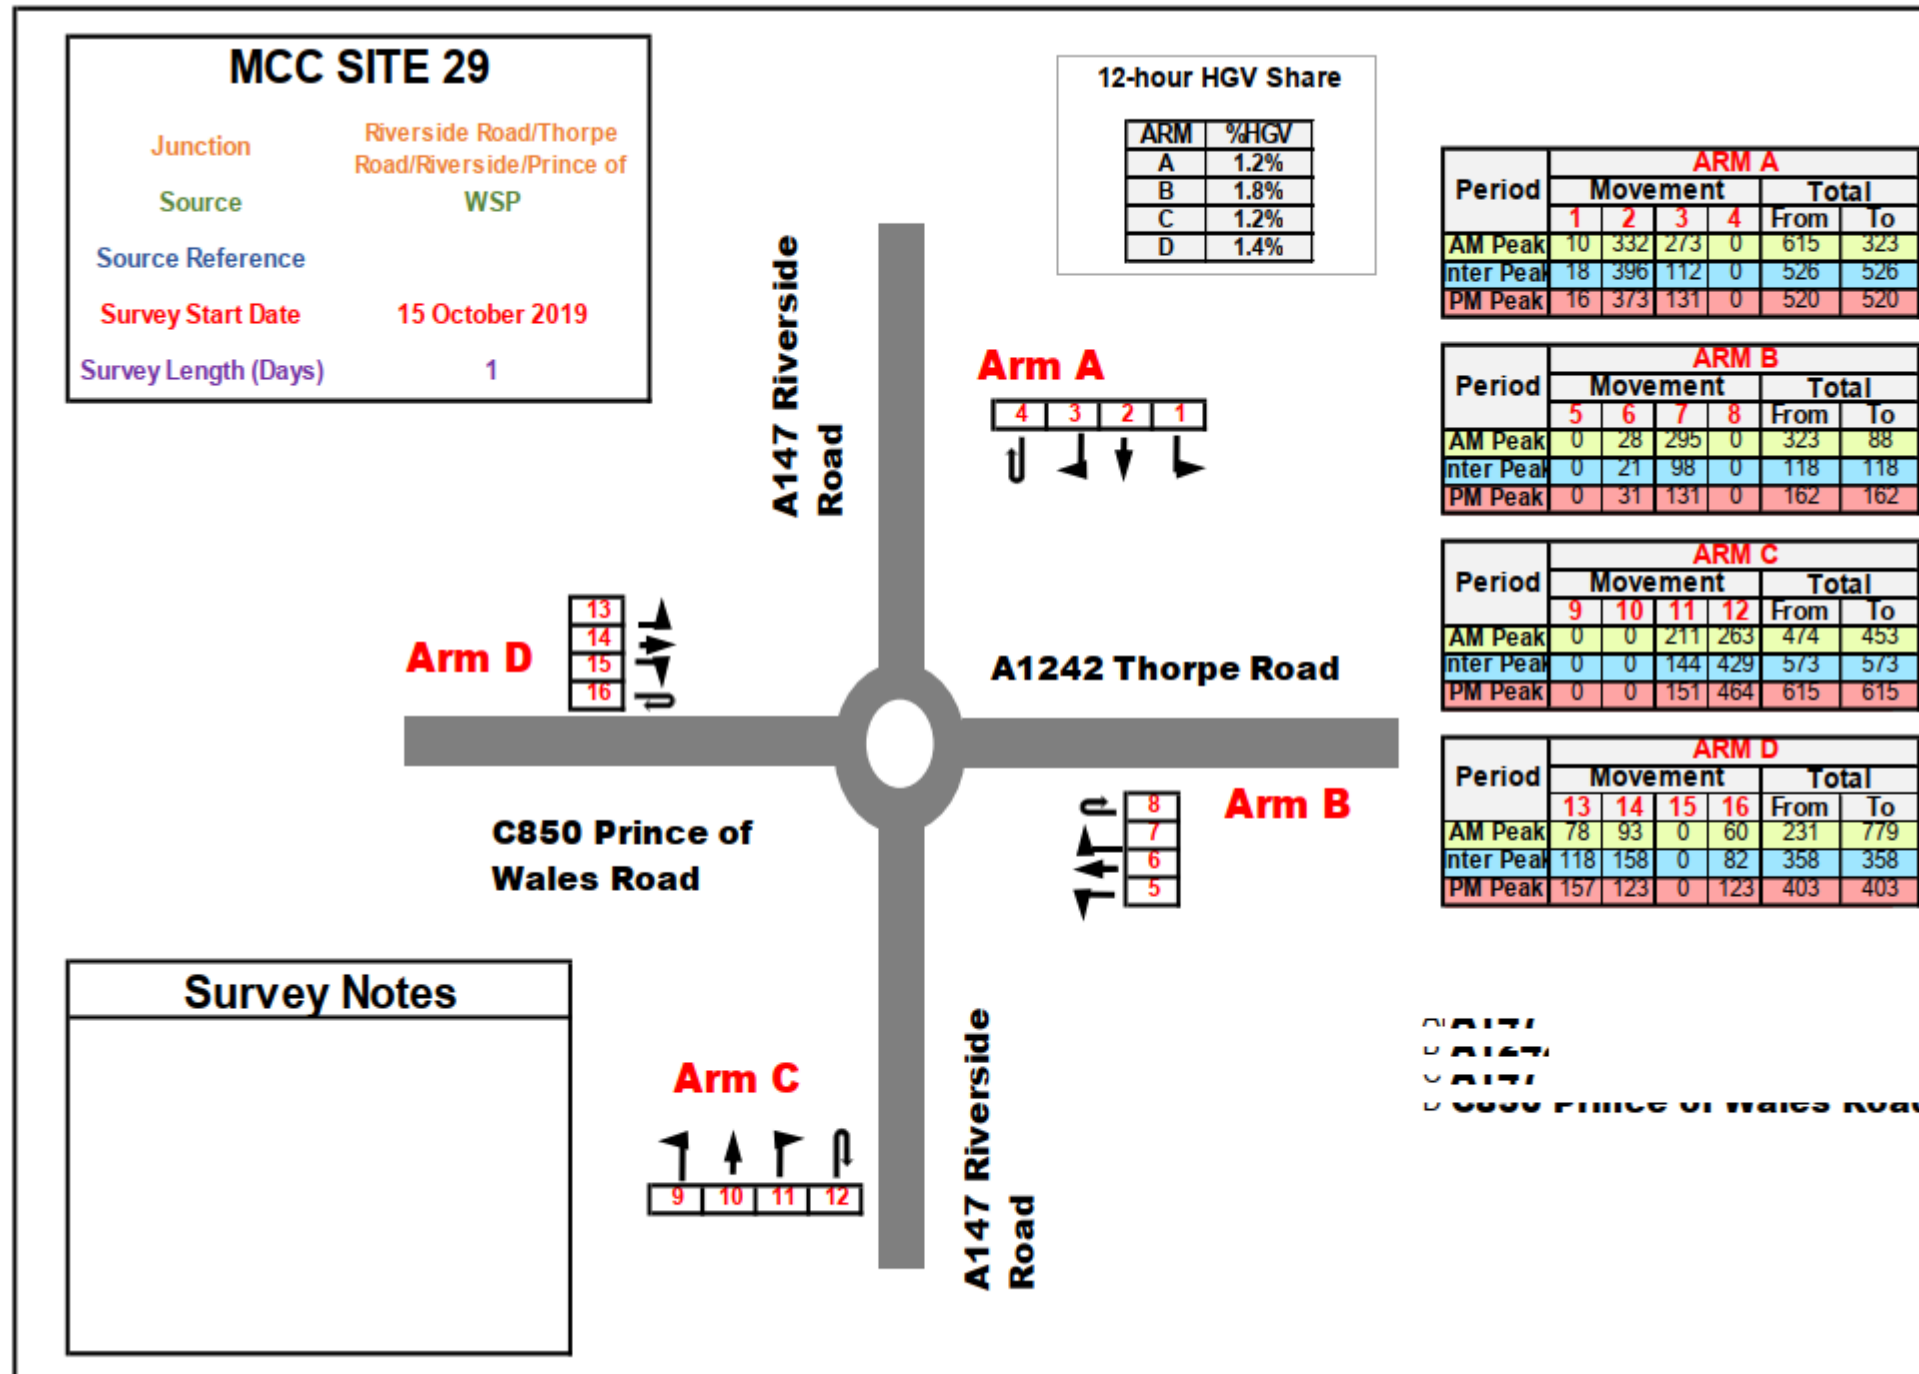 MCC SITE 29
Junction
Riverside Road/Thorpe
Road/Riverside/Prince of
Source WSP
Source Reference
Survey Start Date 15 October 2019
Survey Length (Days) 1
12-hour HGV Share
ARM %HGV
A 1.2%
B 1.8%
C 1.2%
D 1.4%
A147 Riverside
Road
Arm A
4 3 2 1
Arm D
13
14
15
16
A1242 Thorpe Road
C850 Prince of
Wales Road
8
7
6
5
Arm B
Survey Notes
Arm C
9 10 11 12
A147 Riverside
Road
ARM A
Period Movement Total
1 2 3 4 From To
AM Peak 10 332 273 0 615 323
nter Peak 18 396 112 0 526 526
PM Peak 16 373 131 0 520 520
ARM B
Period Movement Total
5 6 7 8 From To
AM Peak 0 28 295 0 323 88
nter Peak 0 21 98 0 118 118
PM Peak 0 31 131 0 162 162
ARM C
Period Movement Total
9 10 11 12 From To
AM Peak 0 0 211 263 474 453
nter Peak 0 0 144 429 573 573
PM Peak 0 0 151 464 615 615
ARM D
Period Movement Total
13 14 15 16 From To
AM Peak 78 93 0 60 231 779
nter Peak 118 158 0 82 358 358
PM Peak 157 123 0 123 403 403
C850 Prince of Wales Road